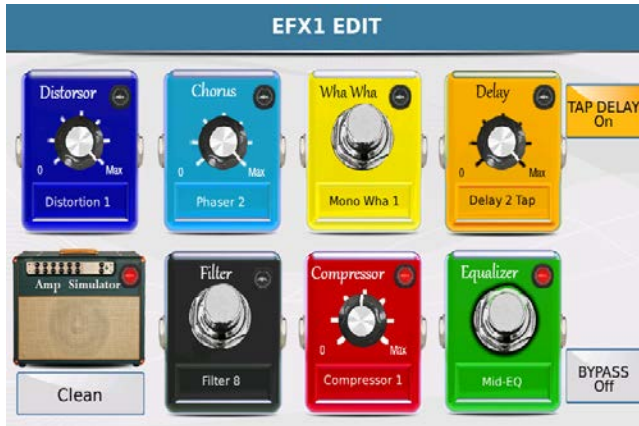 EFX1 EDIT
Distorsor
Chorus
Wha Wha
Delay
TAP DELAY
On
0 Max
0 Max
0 Max
Distortion 1
Phaser 2
Mono Wha 1
Delay 2 Tap
Amp Simulator
Filter
Compressor
Equalizer
0 Max
Clean
Filter 8
Compressor 1
Mid-EQ
BYPASS
Off